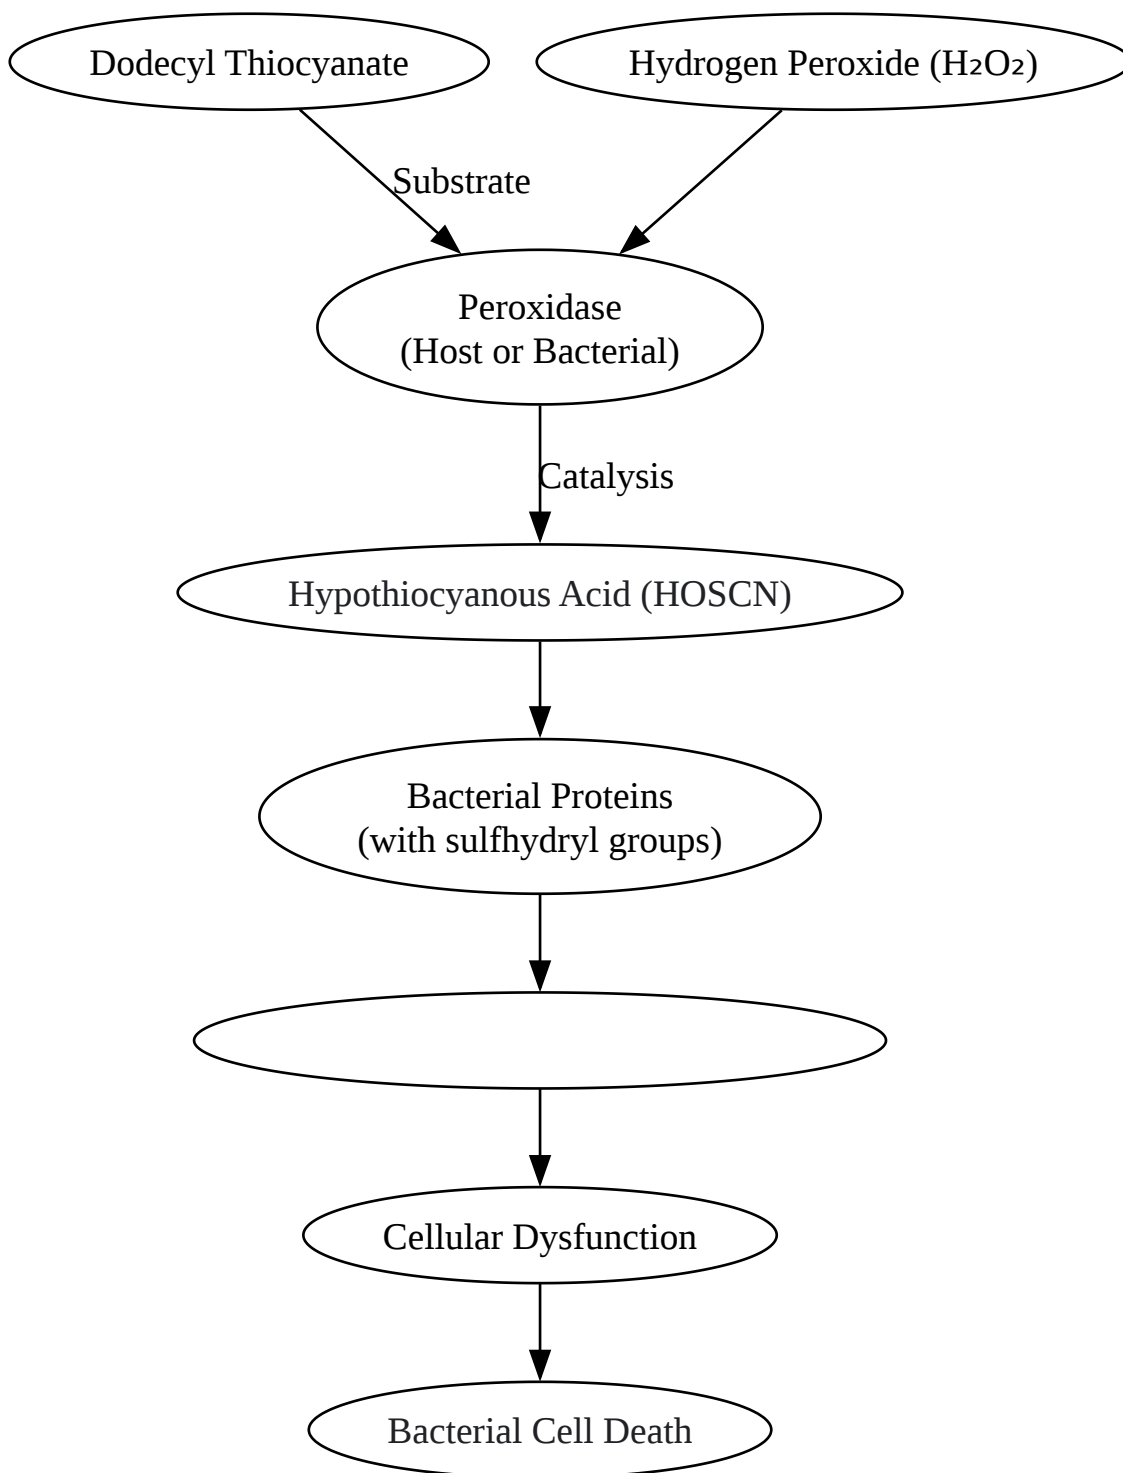 Dodecyl Thiocyanate
Hydrogen Peroxide (H₂O₂)
Substrate
Peroxidase
(Host or Bacterial)
Catalysis
Hypothiocyanous Acid (HOSCN)
Bacterial Proteins
(with sulfhydryl groups)
Cellular Dysfunction
Bacterial Cell Death